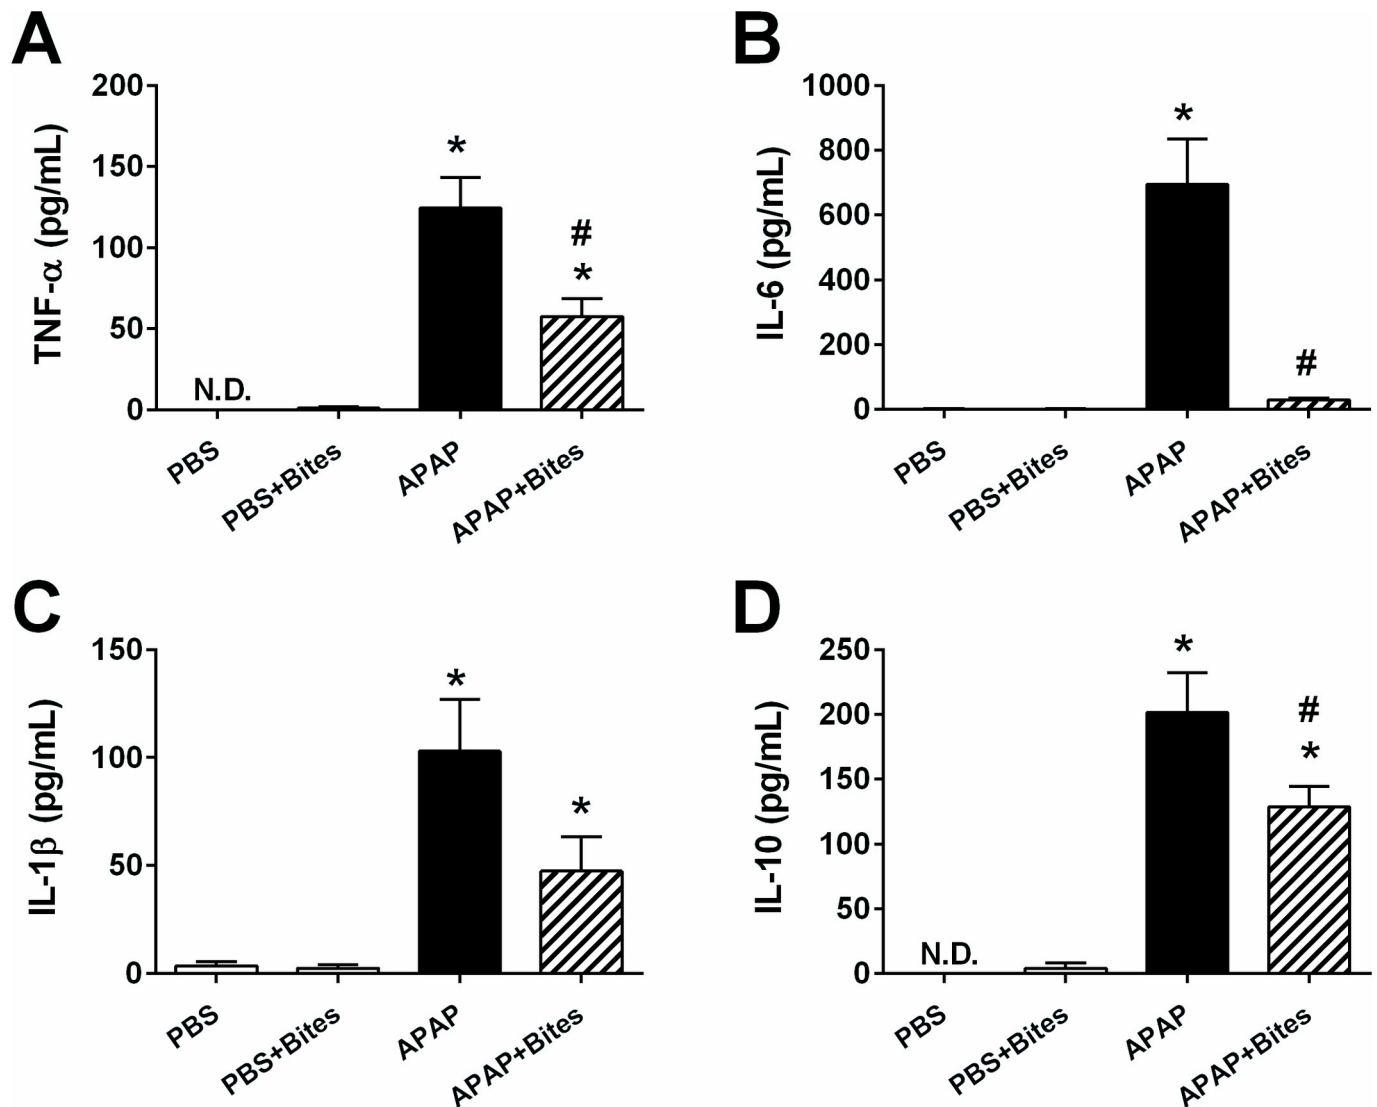 A
TNF-α (pg/mL)
200
150
100
50
0
N.D.
*
#
*
PBS
PBS+Bites
APAP
APAP+Bites
B
IL-6 (pg/mL)
1000
800
600
400
200
0
*
#
PBS
PBS+Bites
APAP
APAP+Bites
C
IL-1β (pg/mL)
150
100
50
0
*
*
PBS
PBS+Bites
APAP
APAP+Bites
D
IL-10 (pg/mL)
250
200
150
100
50
0
N.D.
*
#
*
PBS
PBS+Bites
APAP
APAP+Bites